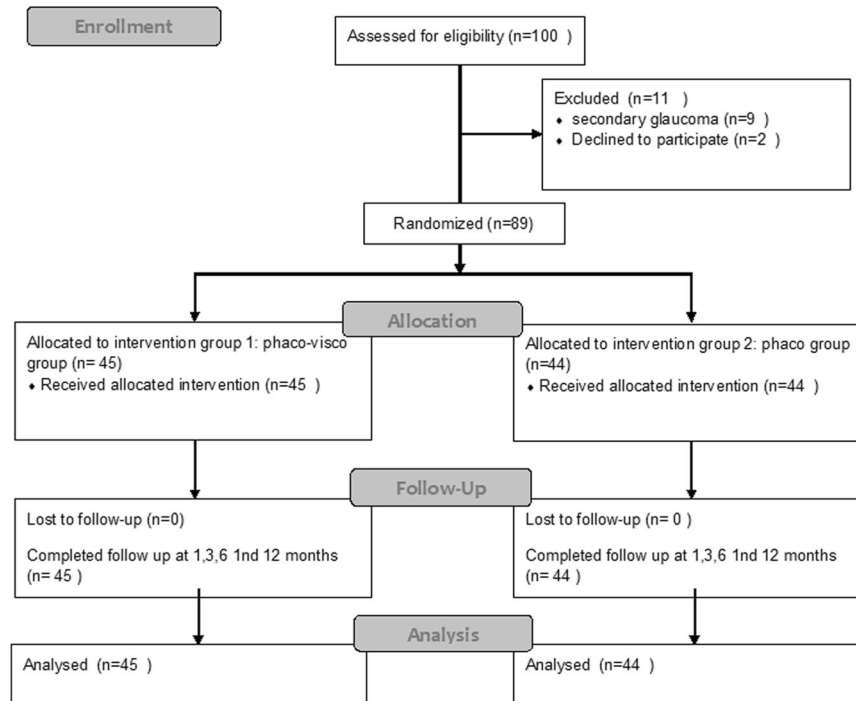 Enrollment
Assessed for eligibility (n=100 )
Excluded (n=11 )
♦ secondary glaucoma (n=9 )
♦ Declined to participate (n=2 )
Randomized (n=89)
Allocation
Allocated to intervention group 1: phaco-visco
group (n= 45)
♦ Received allocated intervention (n=45 )
Allocated to intervention group 2: phaco group
(n=44)
♦ Received allocated intervention (n=44 )
Follow-Up
Lost to follow-up (n=0)
Completed follow up at 1,3,6 1nd 12 months
(n= 45 )
Lost to follow-up (n= 0 )
Completed follow up at 1,3,6 1nd 12 months
(n= 44 )
Analysis
Analysed (n=45 )
Analysed (n=44 )